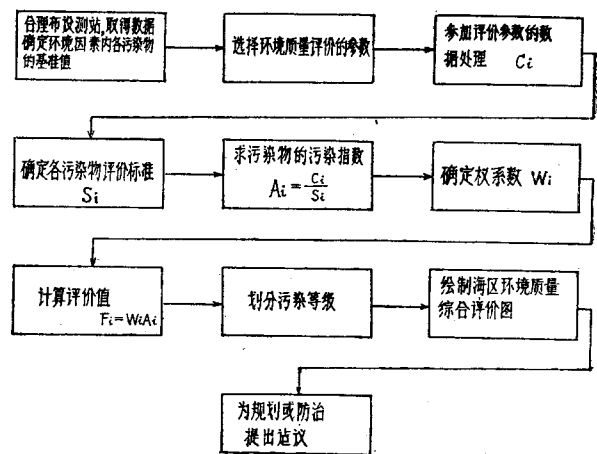 合理布设测站,取得数据
确定环境因素内各污染物
的基准值
选择环境质量评价的参数
参加评价参数的数
据处理 Ci
确定各污染物评价标准
Si
求污染物的污染指数
Ai=Ci/Si
确定权系数 Wi
计算评价值
Fi=WiAi
划分污染等级
绘制海区环境质量
综合评价图
为规划或防治
提出建议